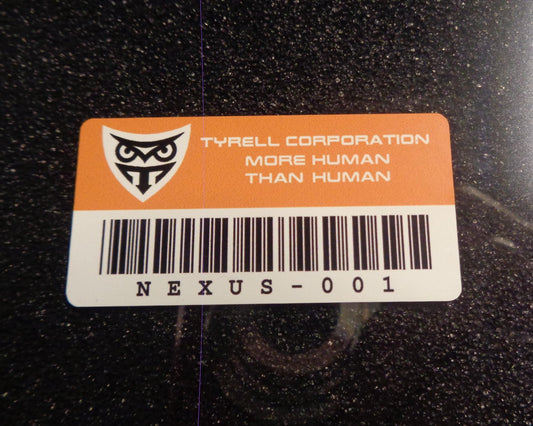 TYRELL CORPORATION
MORE HUMAN
THAN HUMAN
NEXUS-001